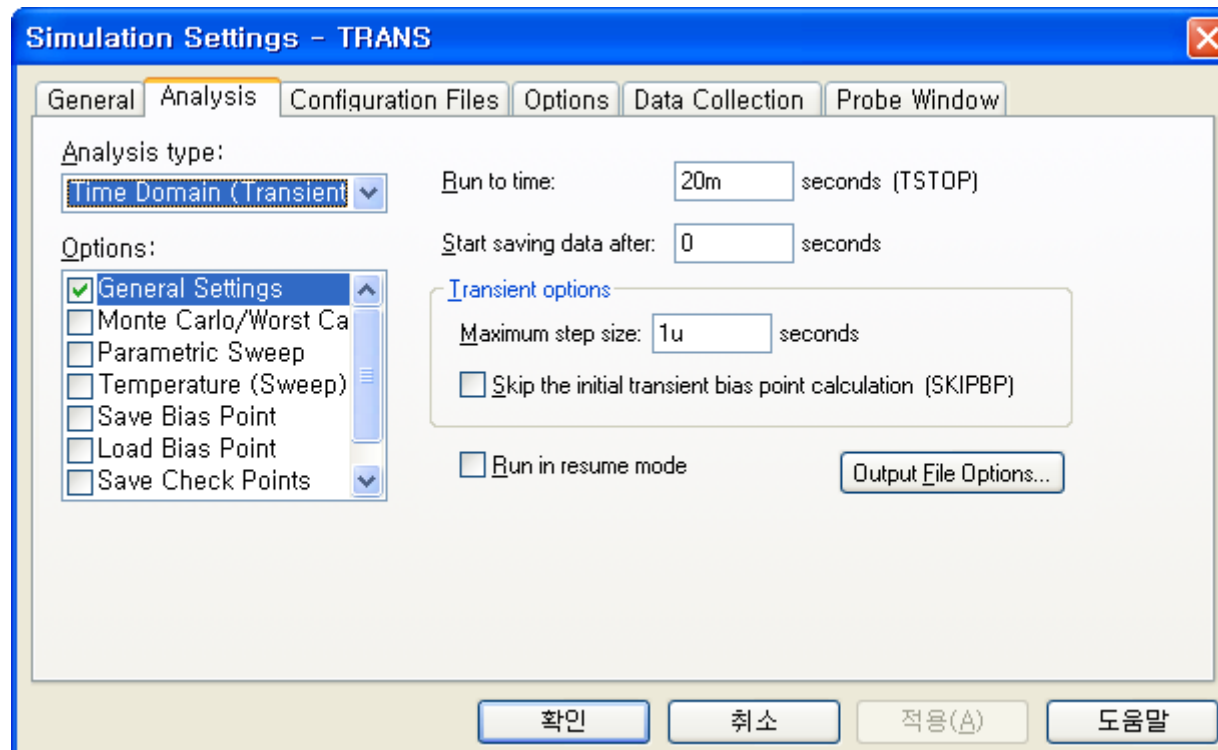 Simulation Settings - TRANS
General
Analysis
Configuration Files
Options
Data Collection
Probe Window
Analysis type:
Time Domain (Transient
Options:
General Settings
Monte Carlo/Worst Ca
Parametric Sweep
Temperature (Sweep)
Save Bias Point
Load Bias Point
Save Check Points
Run to time: 20m seconds (TSTOP)
Start saving data after: 0 seconds
Transient options
Maximum step size: 1u seconds
Skip the initial transient bias point calculation (SKIPBP)
Run in resume mode
Output File Options...
확인
취소
적용(A)
도움말